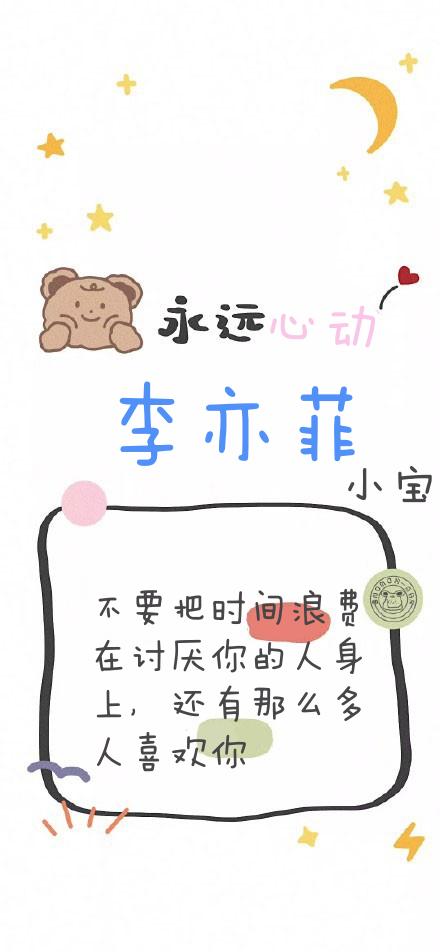 永远心动
李亦菲
小宝
不要把时间浪费
在讨厌你的人身
上，还有那么多
人喜欢你